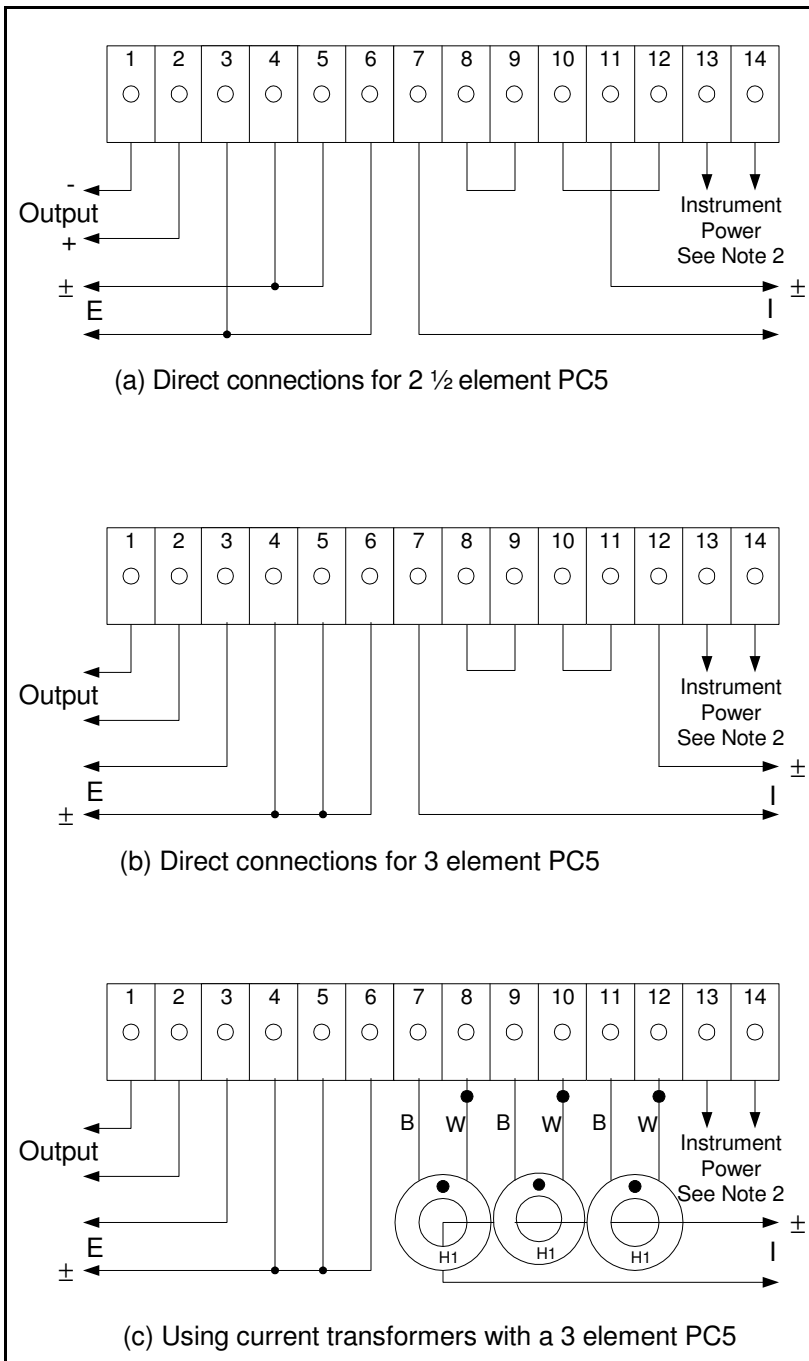 1 2 3 4 5 6 7 8 9 10 11 12 13 14
-
Output
+
Instrument
Power
See Note 2
±
E
±
I
(a) Direct connections for 2 ½ element PC5
1 2 3 4 5 6 7 8 9 10 11 12 13 14
Output
Instrument
Power
See Note 2
E
±
±
I
(b) Direct connections for 3 element PC5
1 2 3 4 5 6 7 8 9 10 11 12 13 14
B W B W B W
Output
Instrument
Power
See Note 2
±
E
H1 H1 H1
I
±
(c) Using current transformers with a 3 element PC5